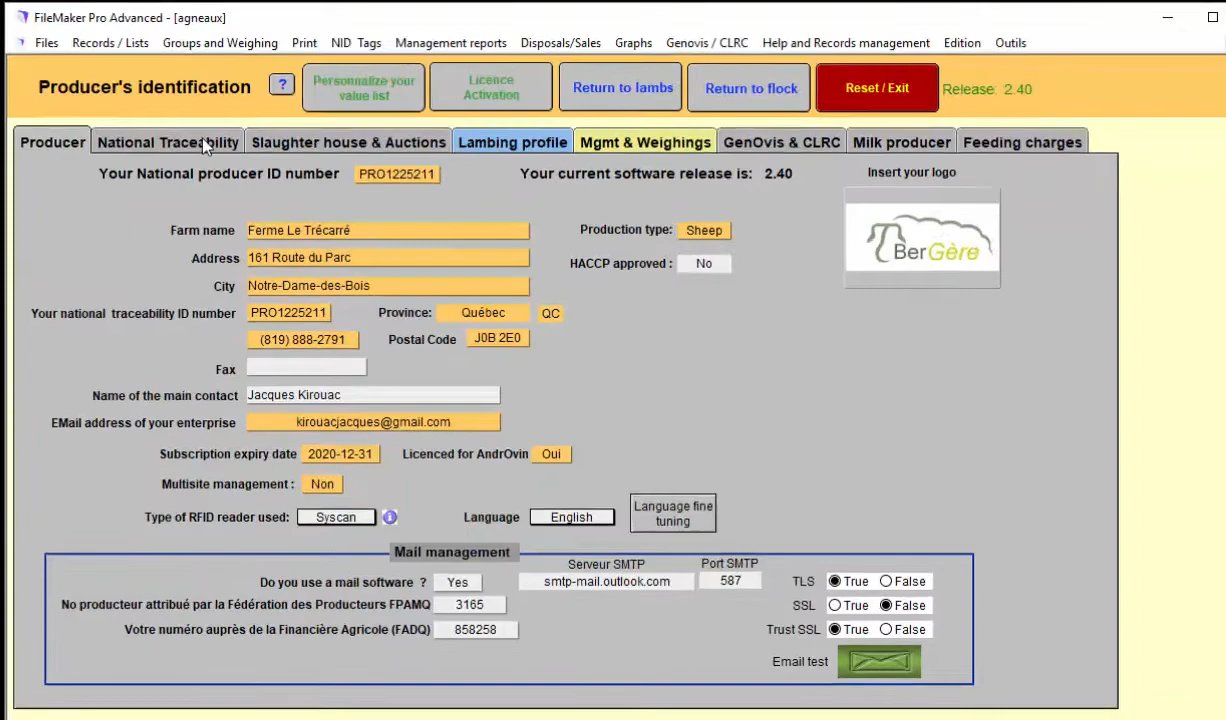 FileMaker Pro Advanced - [agneaux]
Files Records / Lists Groups and Weighing Print NID Tags Management reports Disposals/Sales Graphs Genovis / CLRC Help and Records management Edition Outils
Producer's identification ? Personnalize your value list Licence Activation Return to lambs Return to flock Reset / Exit Release: 2.40
Producer National Traceability Slaughter house & Auctions Lambing profile Mgmt & Weighings GenOvis & CLRC Milk producer Feeding charges
Your National producer ID number PRO1225211 Your current software release is: 2.40 Insert your logo
Farm name Ferme Le Trécarré Production type: Sheep
BerGère
Address 161 Route du Parc HACCP approved : No
City Notre-Dame-des-Bois
Your national traceability ID number PRO1225211 Province: Québec QC
(819) 888-2791 Postal Code J0B 2E0
Fax
Name of the main contact Jacques Kirouac
EMail address of your enterprise kirouacjacques@gmail.com
Subscription expiry date 2020-12-31 Licenced for AndrOvin Oui
Multisite management : Non
Type of RFID reader used: Syscan i Language English Language fine tuning
Mail management
Serveur SMTP Port SMTP
Do you use a mail software ? Yes smtp-mail.outlook.com 587 TLS True False
No producteur attribué par la Fédération des Producteurs FPAMQ 3165 SSL True False
Votre numéro auprès de la Financière Agricole (FADQ) 858258 Trust SSL True False
Email test